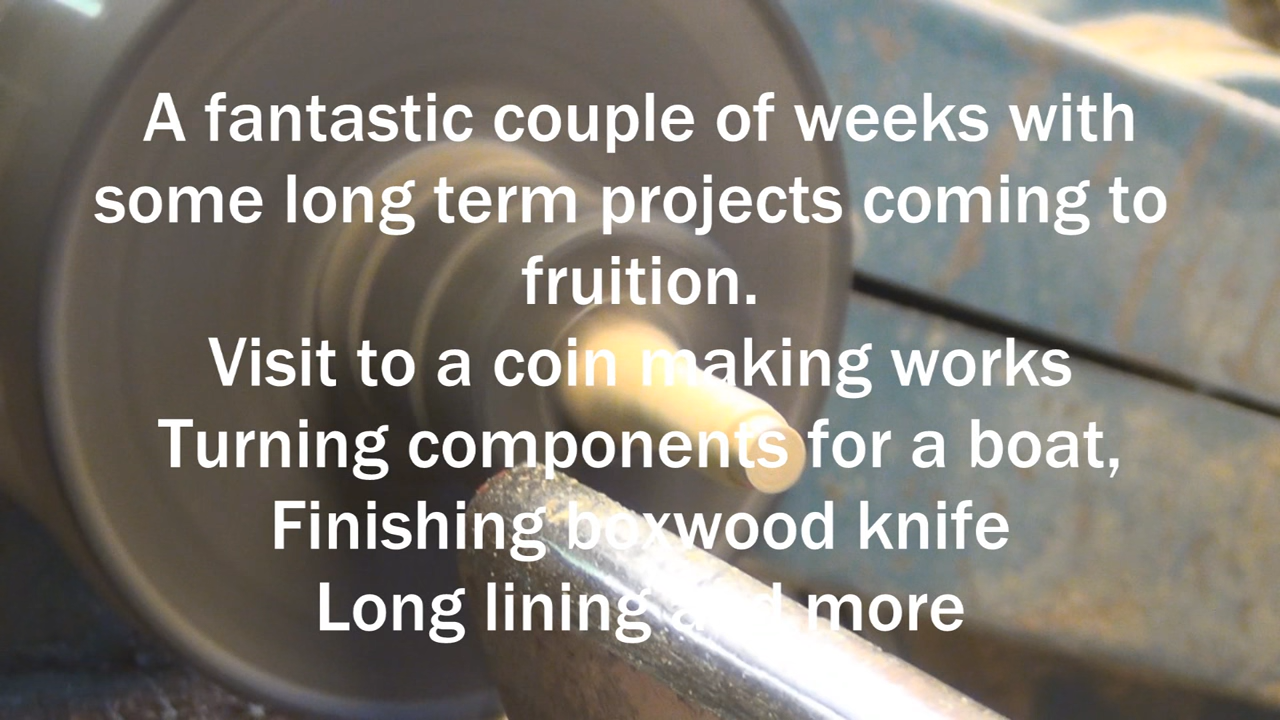 A fantastic couple of weeks with
some long term projects coming to
fruition.
Visit to a coin making works
Turning components for a boat,
Finishing boxwood knife
Long lining and more